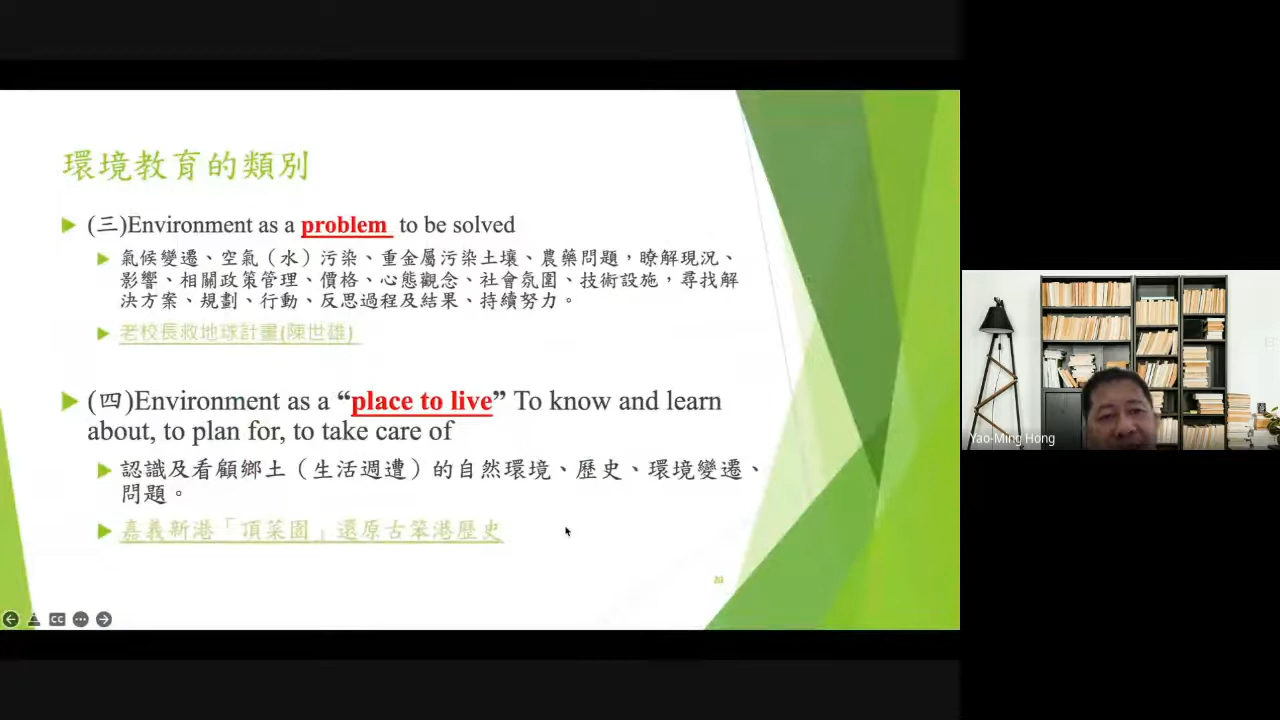 環境教育的類別
(三)Environment as a problem to be solved
氣候變遷、空氣（水）污染、重金屬污染土壤、農藥問題，瞭解現況、
影響、相關政策管理、價格、心態觀念、社會氛圍、技術設施，尋找解
決方案、規劃、行動、反思過程及結果、持續努力。
老校長救地球計畫(陳世雄)
(四)Environment as a “place to live” To know and learn
about, to plan for, to take care of
認識及看顧鄉土（生活週遭）的自然環境、歷史、環境變遷、
問題。
嘉義新港「頂菜園」還原古笨港歷史
CC
Yao-Ming Hong